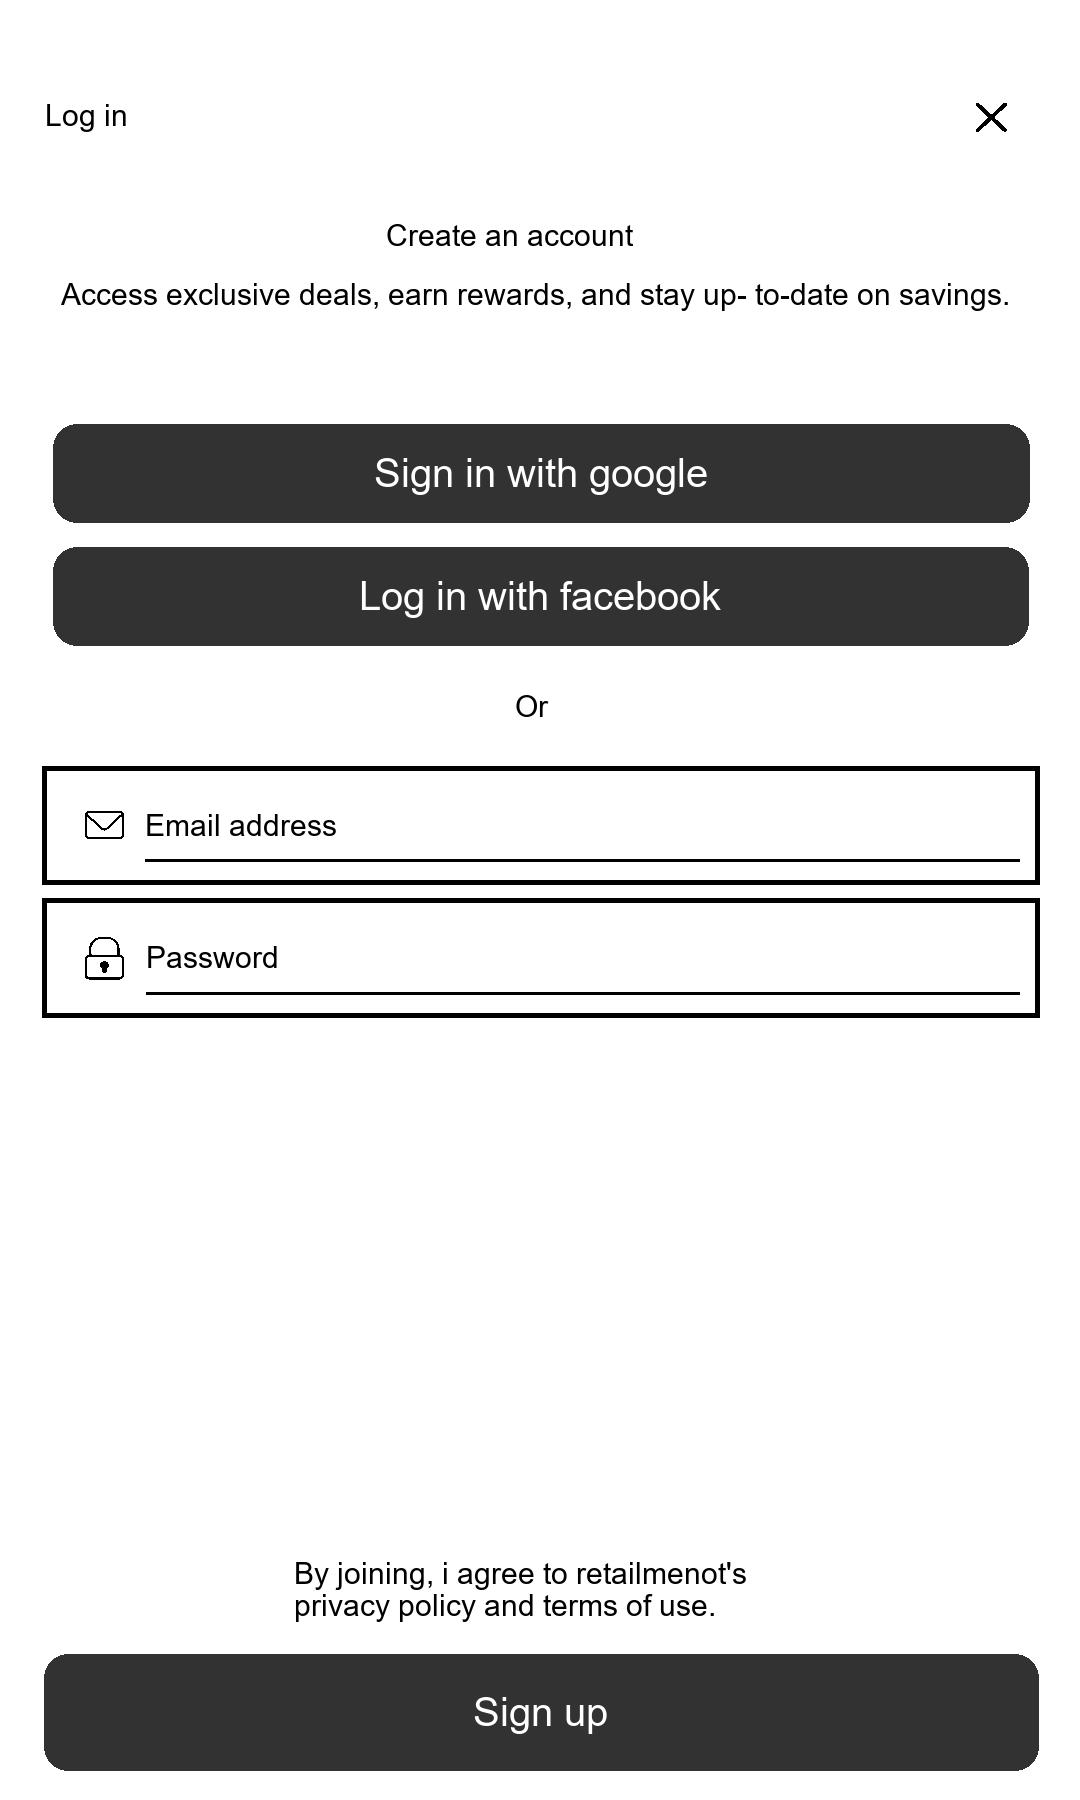 Log in
Create an account
Access exclusive deals, earn rewards, and stay up- to-date on savings.
Sign in with google
Log in with facebook
Or
Email address
Password
By joining, i agree to retailmenot's
privacy policy and terms of use.
Sign up